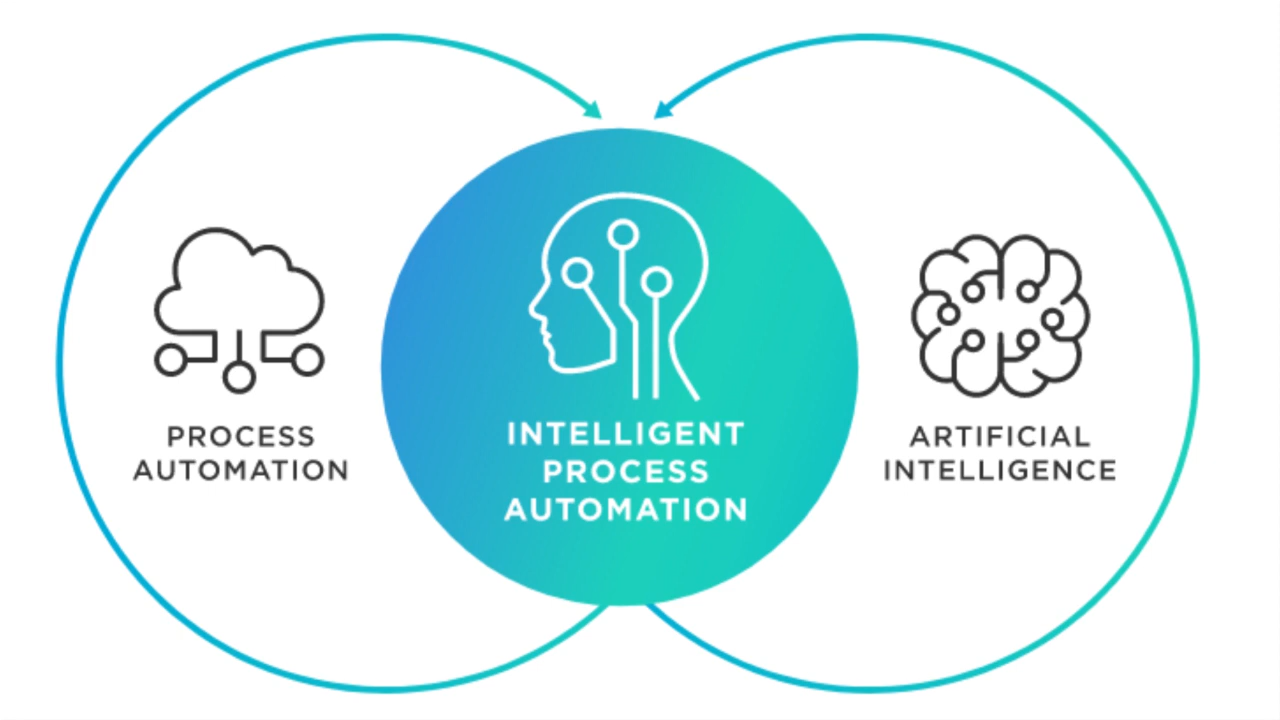 PROCESS
AUTOMATION
INTELLIGENT
PROCESS
AUTOMATION
ARTIFICIAL
INTELLIGENCE